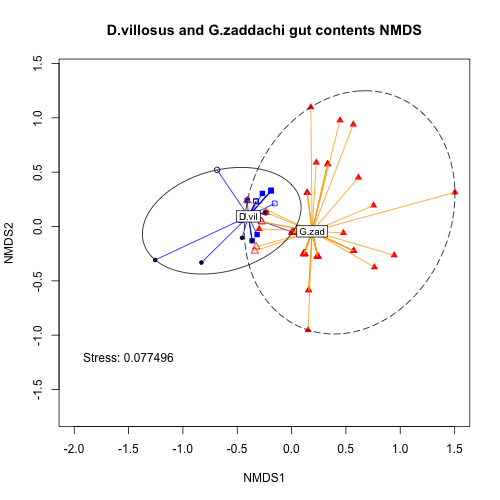 D.villosus and G.zaddachi gut contents NMDS
NMDS2
1.5
1.0
0.5
0.0
-0.5
-1.0
-1.5
D.vil
G.zad
Stress: 0.077496
-2.0 -1.5 -1.0 -0.5 0.0 0.5 1.0 1.5
NMDS1